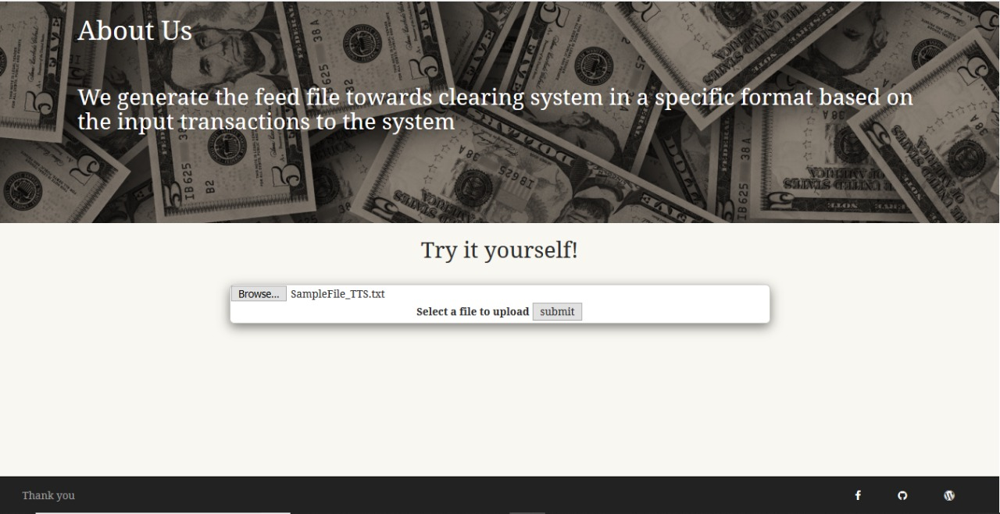 About Us
We generate the feed file towards clearing system in a specific format based on
the input transactions to the system
Try it yourself!
Browse... SampleFile_TTS.txt
Select a file to upload submit
Thank you